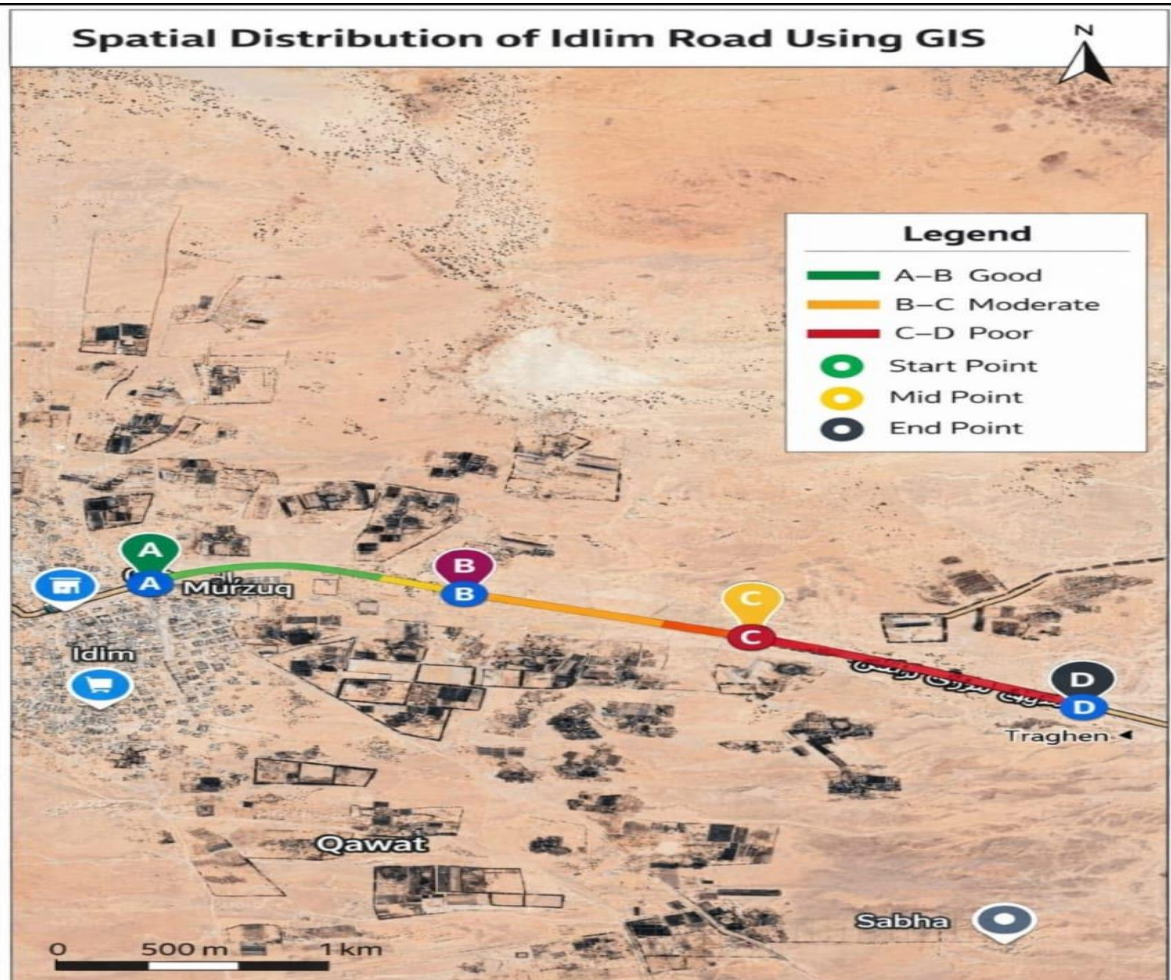 Spatial Distribution of Idlim Road Using GIS
N
Legend
A–B Good
B–C Moderate
C–D Poor
Start Point
Mid Point
End Point
A
A
Murzuq
B
B
C
C
D
D
Idlim
Traghen
Qawat
Sabha
0 500 m 1 km